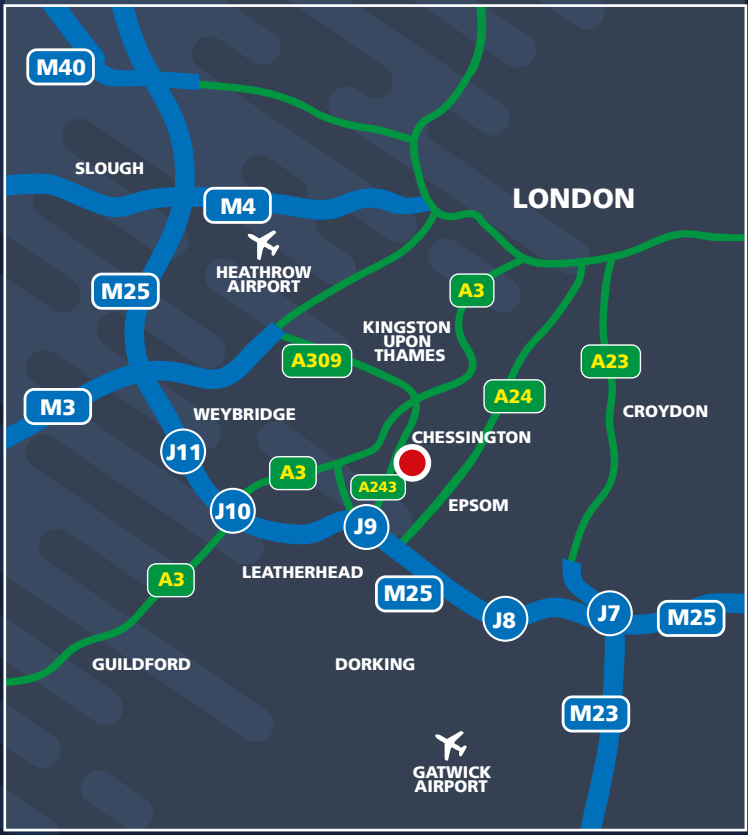 M40
SLOUGH
M4
LONDON
HEATHROW
AIRPORT
M25
A3
KINGSTON
UPON
THAMES
A309
A23
A24
M3
WEYBRIDGE
CROYDON
CHESSINGTON
J11
A3
A243
J10
EPSOM
J9
LEATHERHEAD
A3
M25
J8
J7
M25
GUILDFORD
DORKING
M23
GATWICK
AIRPORT